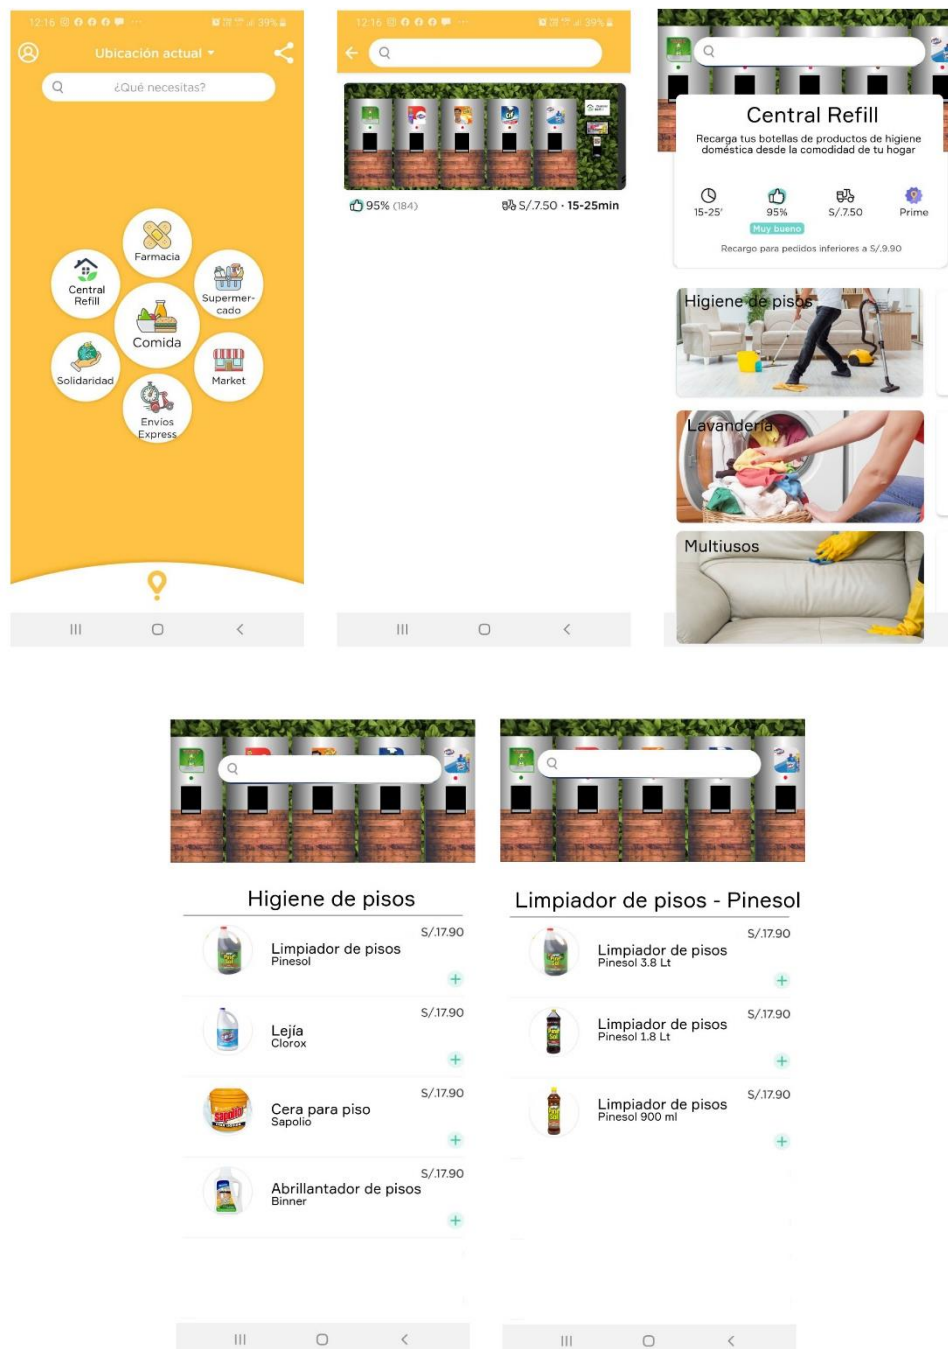 12:16
39%
Ubicación actual
¿Qué necesitas?
Farmacia
Central
Refill
Supermer-
cado
Comida
Solidaridad
Market
Envíos
Express
12:16
39%
95% (184)
S/.7.50 · 15-25min
Central Refill
Recarga tus botellas de productos de higiene
doméstica desde la comodidad de tu hogar
15-25'
95%
S/.7.50
Prime
Muy bueno
Recargo para pedidos inferiores a S/.9.90
Higiene de pisos
Lavandería
Multiusos
Higiene de pisos
S/.17.90
Limpiador de pisos
Pinesol
S/.17.90
Lejía
Clorox
S/.17.90
Cera para piso
Sapolio
sapolio
S/.17.90
Abrillantador de pisos
Binner
Limpiador de pisos - Pinesol
S/.17.90
Limpiador de pisos
Pinesol 3.8 Lt
S/.17.90
Limpiador de pisos
Pinesol 1.8 Lt
S/.17.90
Limpiador de pisos
Pinesol 900 ml